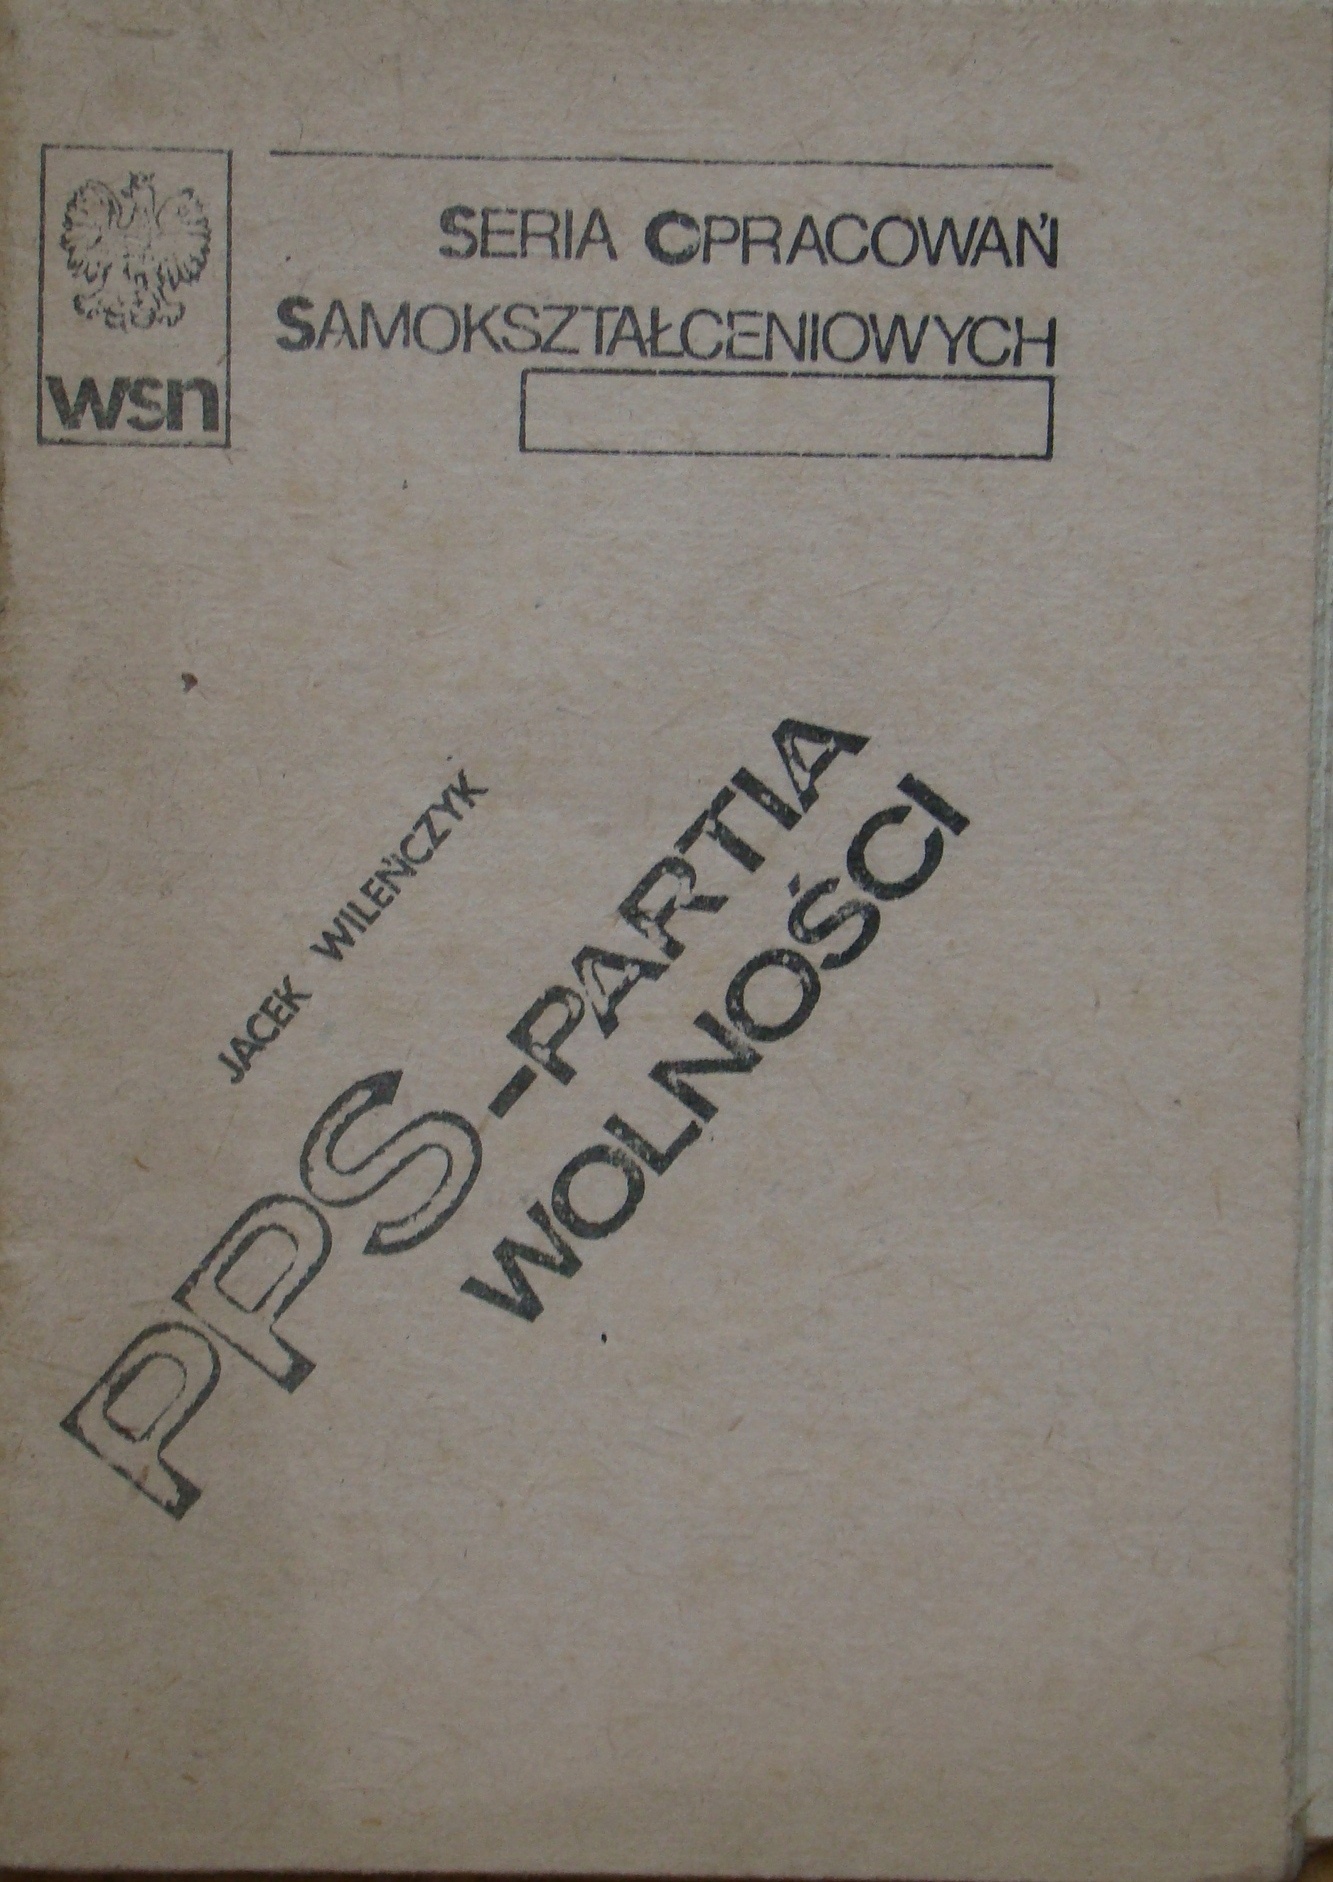 wsn
SERIA OPRACOWAŃ
SAMOKSZTAŁCENIOWYCH
JACEK WILEŃCZYK
PPS-PARTIA
WOLNOŚCI